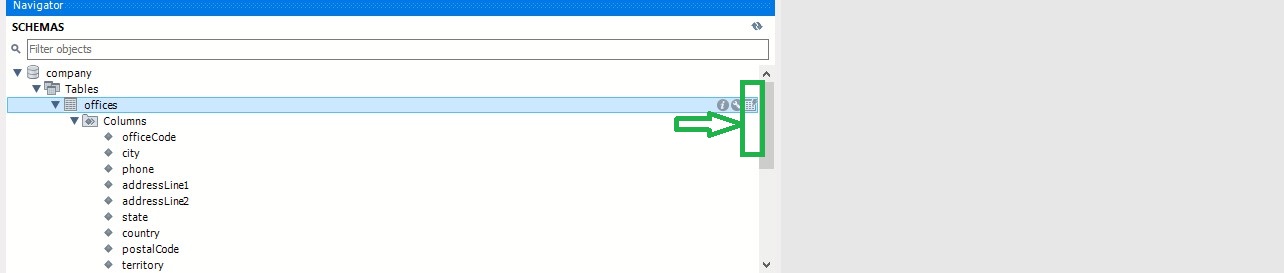 Navigator
SCHEMAS
Filter objects
company
Tables
offices
Columns
officeCode
city
phone
addressLine1
addressLine2
state
country
postalCode
territory